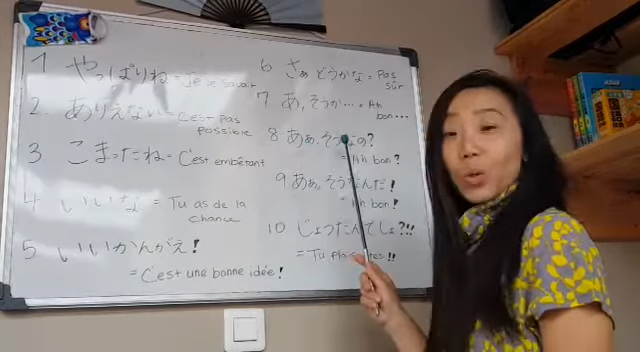 1 やっぱりね = Je le savais
2. ありえない = C'est pas
possible
3 こまったね = C'est embêtant
4 いいな = Tu as de la
chance
5 いいかんがえ!
= C'est une bonne idée!
6 さぁどうかな = Pas
sûr
7 あ,そうか... = Ah
bon...
8 あぁ,そうなの?
= Ah bon?
9 あぁ,そうなんだ!
= Ah bon!
10 じょうだんでしょ?!!
= Tu